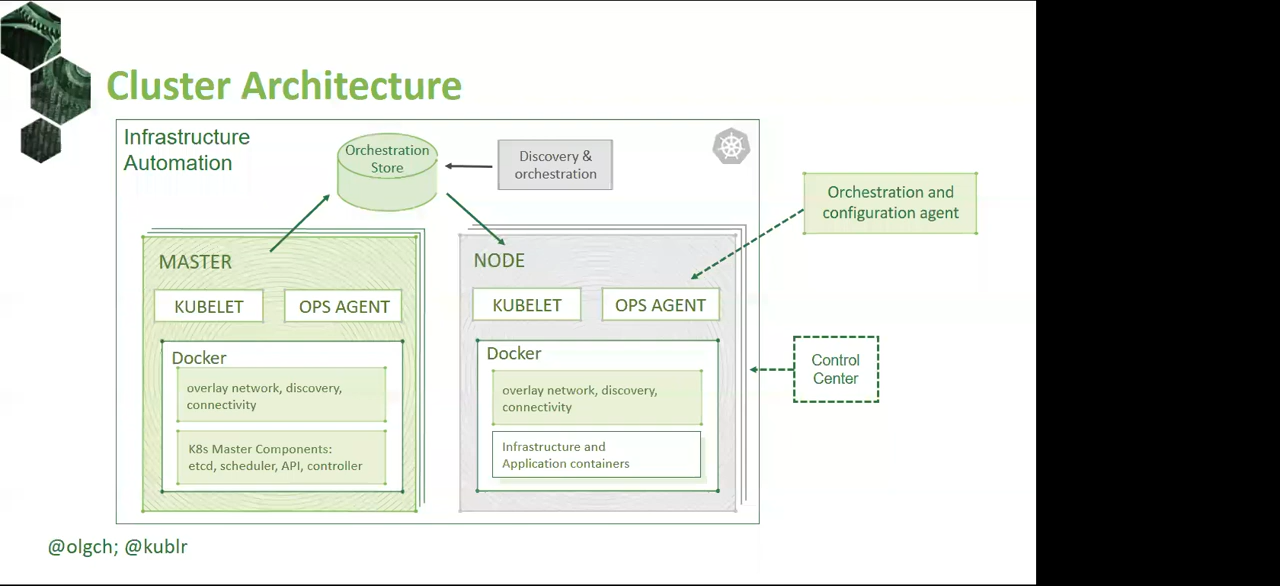 Cluster Architecture
Infrastructure
Automation
Orchestration
Store
Discovery &
orchestration
Orchestration and
configuration agent
MASTER
KUBELET
OPS AGENT
Docker
overlay network, discovery,
connectivity
K8s Master Components:
etcd, scheduler, API, controller
NODE
KUBELET
OPS AGENT
Docker
overlay network, discovery,
connectivity
Infrastructure and
Application containers
Control
Center
@olgch; @kublr